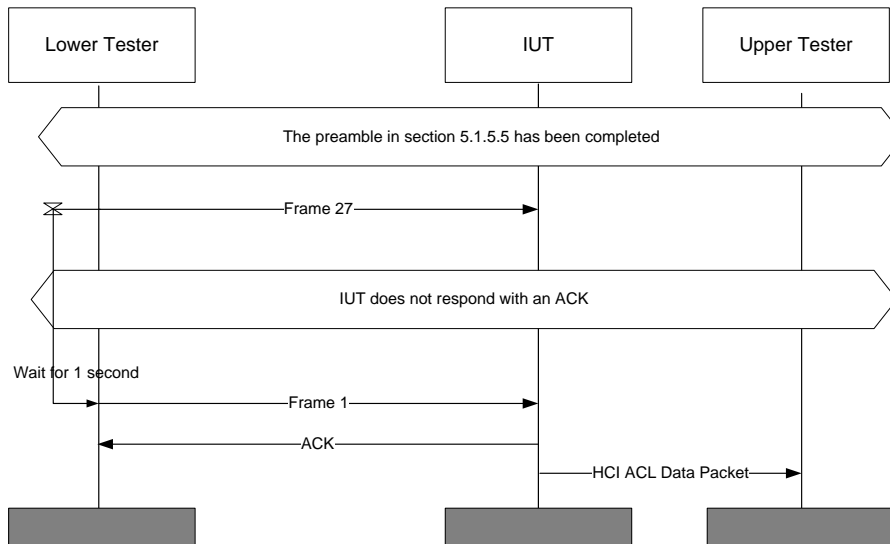 Lower Tester
IUT
Upper Tester
The preamble in section 5.1.5.5 has been completed
Frame 27
IUT does not respond with an ACK
Wait for 1 second
Frame 1
ACK
HCI ACL Data Packet